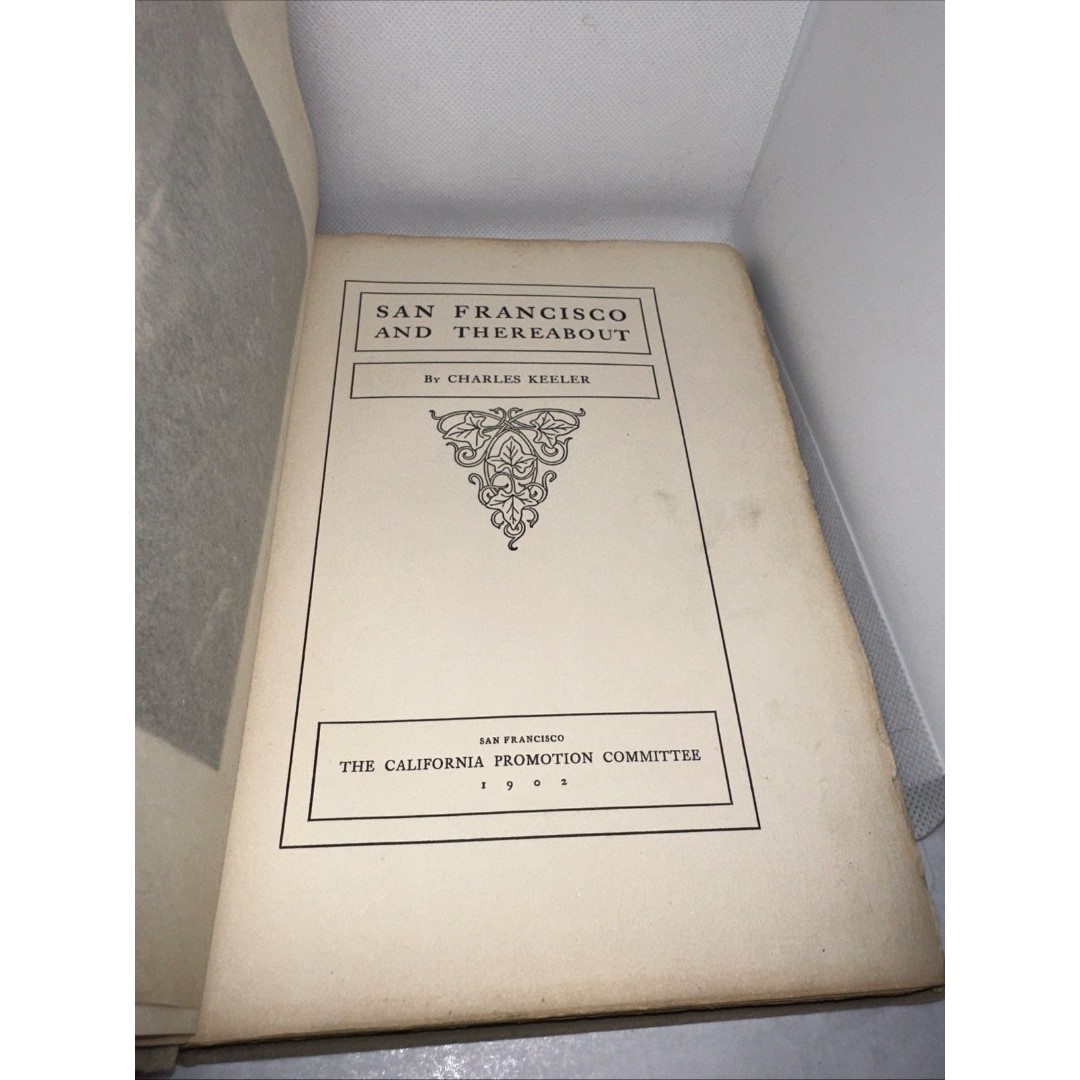 SAN FRANCISCO
AND THEREABOUT
By CHARLES KEELER
SAN FRANCISCO
THE CALIFORNIA PROMOTION COMMITTEE
1902